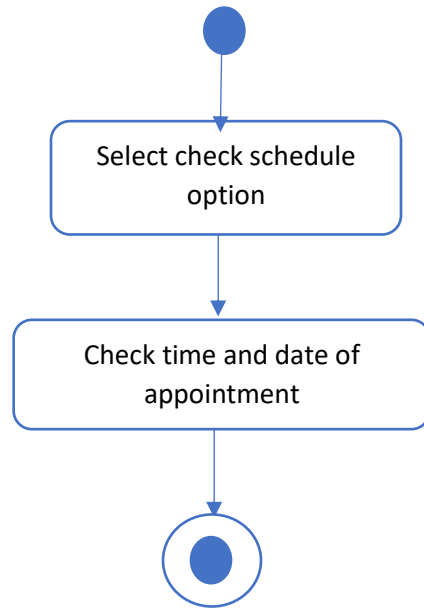 Select check schedule
option
Check time and date of
appointment